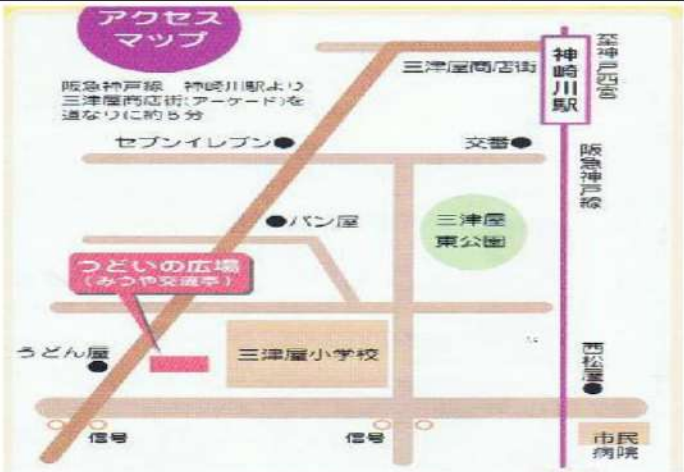 アクセス
マップ
阪急神戸線 神崎川駅より
三津屋商店街(アーケード)を
道なりに約5分
三津屋商店街
神崎川駅
至神戸西宮
阪急神戸線
セブンイレブン
交番
パン屋
三津屋
東公園
つどいの広場
(みつや交流亭)
うどん屋
三津屋小学校
西松屋
信号
信号
市民
病院